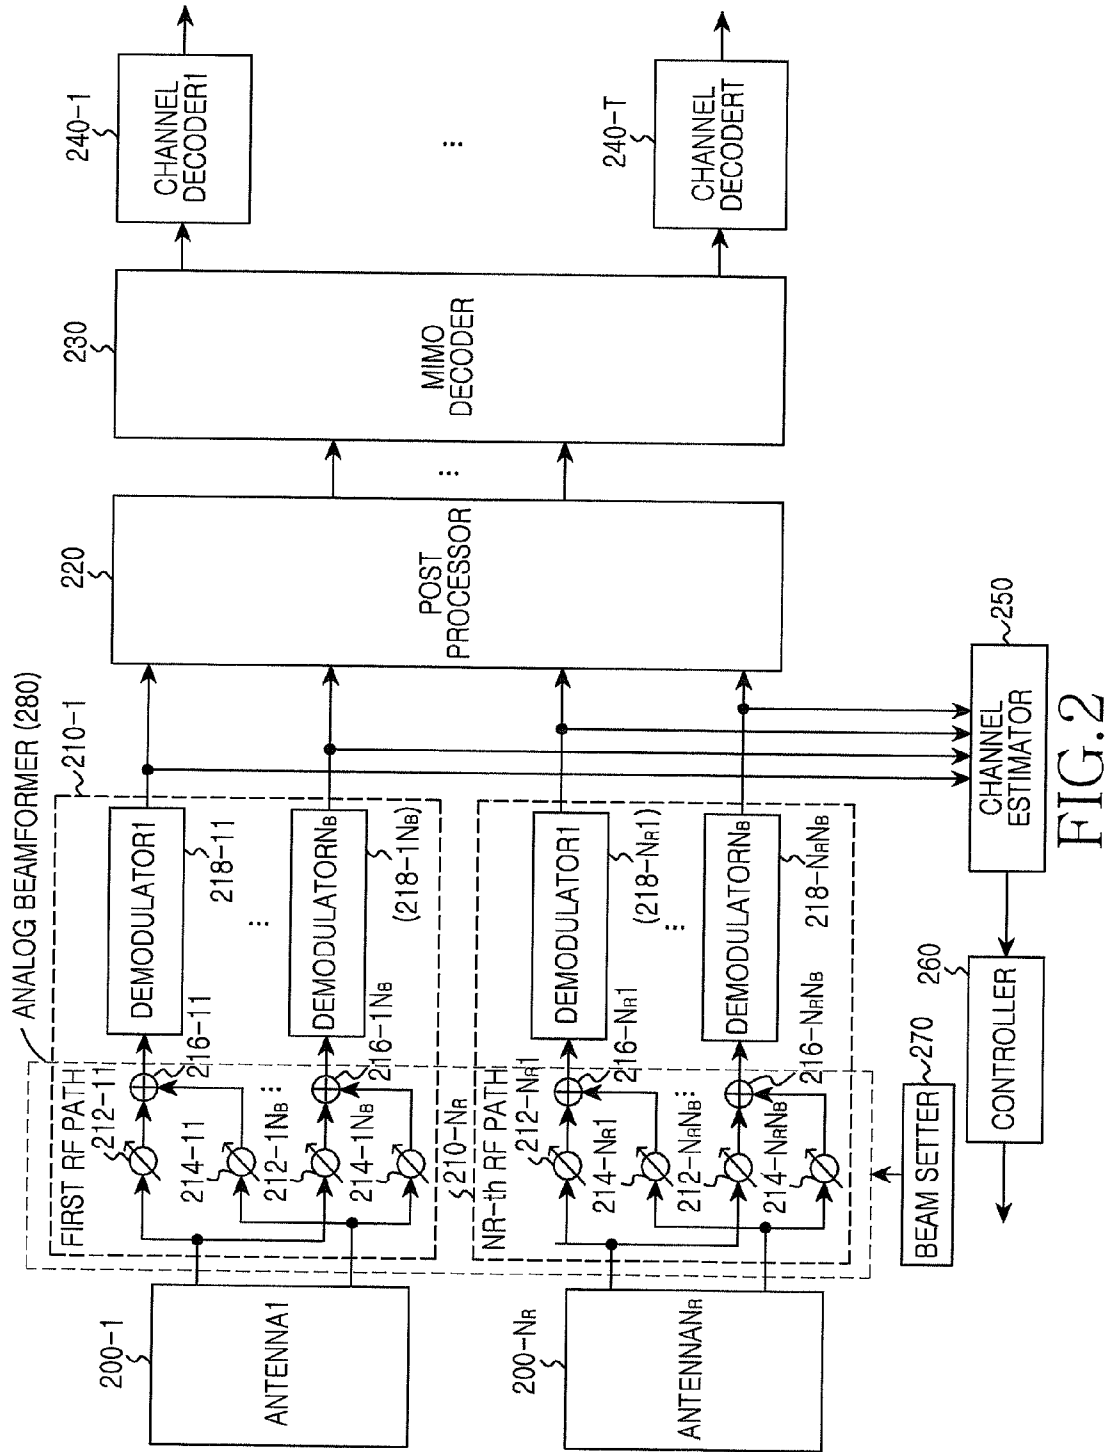 ANALOG BEAMFORMER (280)
FIRST RF PATH
210-1
200-1
ANTENNA1
212-11
214-11
216-11
212-1NB
214-1NB
216-1NB
DEMODULATOR1
218-11
DEMODULATORNB
(218-1NB)
...
...
210-NR
NR-th RF PATH
200-NR
ANTENNANR
212-NR1
214-NR1
216-NR1
212-NRNB
214-NRNB
216-NRNB
DEMODULATOR1
(218-NR1)
DEMODULATORNB
218-NRNB
...
...
220
POST
PROCESSOR
...
230
MIMO
DECODER
240-1
CHANNEL
DECODER1
...
240-T
CHANNEL
DECODERT
BEAM SETTER
270
CONTROLLER
260
CHANNEL
ESTIMATOR
250
FIG.2